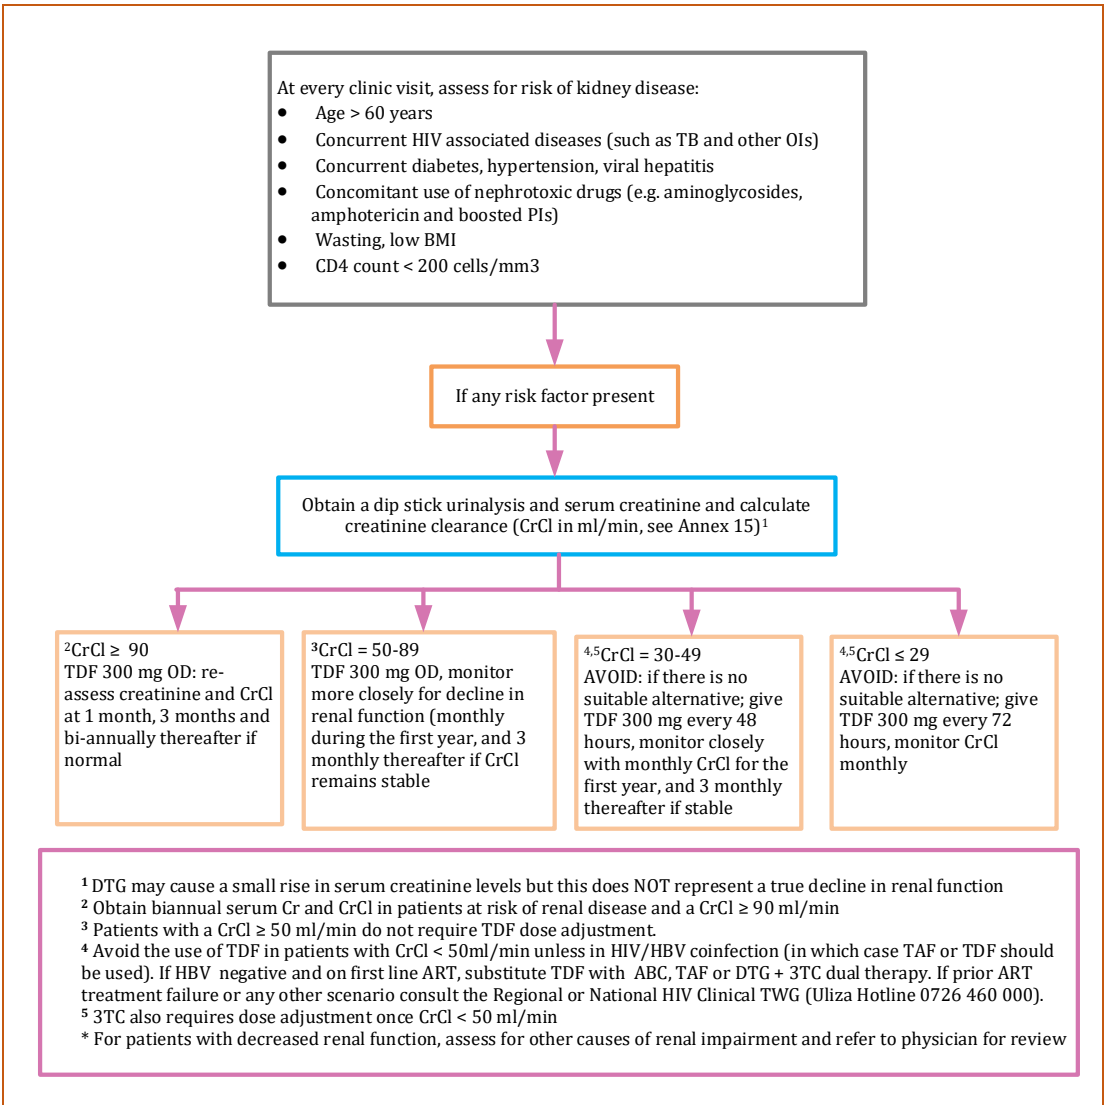 At every clinic visit, assess for risk of kidney disease:
● Age > 60 years
● Concurrent HIV associated diseases (such as TB and other OIs)
● Concurrent diabetes, hypertension, viral hepatitis
● Concomitant use of nephrotoxic drugs (e.g. aminoglycosides,
amphotericin and boosted PIs)
● Wasting, low BMI
● CD4 count < 200 cells/mm3
If any risk factor present
Obtain a dip stick urinalysis and serum creatinine and calculate
creatinine clearance (CrCl in ml/min, see Annex 15)¹
²CrCl ≥ 90
TDF 300 mg OD: re-
assess creatinine and CrCl
at 1 month, 3 months and
bi-annually thereafter if
normal
³CrCl = 50-89
TDF 300 mg OD, monitor
more closely for decline in
renal function (monthly
during the first year, and 3
monthly thereafter if CrCl
remains stable
⁴,⁵CrCl = 30-49
AVOID: if there is no
suitable alternative; give
TDF 300 mg every 48
hours, monitor closely
with monthly CrCl for the
first year, and 3 monthly
thereafter if stable
⁴,⁵CrCl ≤ 29
AVOID: if there is no
suitable alternative; give
TDF 300 mg every 72
hours, monitor CrCl
monthly
¹ DTG may cause a small rise in serum creatinine levels but this does NOT represent a true decline in renal function
² Obtain biannual serum Cr and CrCl in patients at risk of renal disease and a CrCl ≥ 90 ml/min
³ Patients with a CrCl ≥ 50 ml/min do not require TDF dose adjustment.
⁴ Avoid the use of TDF in patients with CrCl < 50ml/min unless in HIV/HBV coinfection (in which case TAF or TDF should
be used). If HBV negative and on first line ART, substitute TDF with ABC, TAF or DTG + 3TC dual therapy. If prior ART
treatment failure or any other scenario consult the Regional or National HIV Clinical TWG (Uliza Hotline 0726 460 000).
⁵ 3TC also requires dose adjustment once CrCl < 50 ml/min
* For patients with decreased renal function, assess for other causes of renal impairment and refer to physician for review